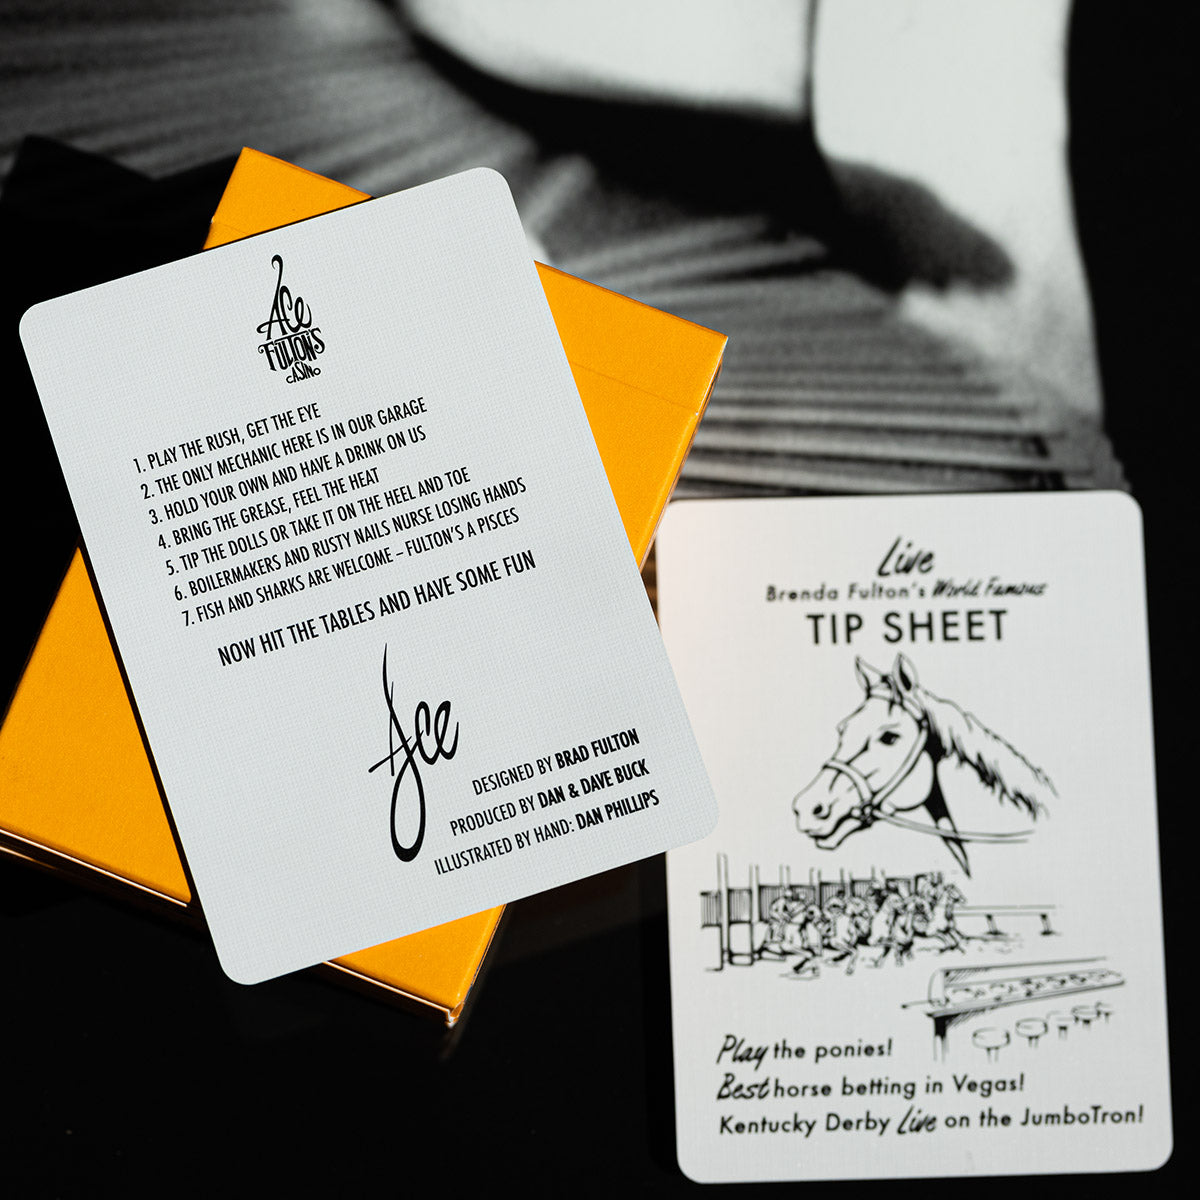 Ace
FULTON'S
CASINO
1. PLAY THE RUSH, GET THE EYE
2. THE ONLY MECHANIC HERE IS IN OUR GARAGE
3. HOLD YOUR OWN AND HAVE A DRINK ON US
4. BRING THE GREASE, FEEL THE HEAT
5. TIP THE DOLLS OR TAKE IT ON THE HEEL AND TOE
6. BOILERMAKERS AND RUSTY NAILS NURSE LOSING HANDS
7. FISH AND SHARKS ARE WELCOME – FULTON'S A PISCES
NOW HIT THE TABLES AND HAVE SOME FUN
Ace
DESIGNED BY BRAD FULTON
PRODUCED BY DAN & DAVE BUCK
ILLUSTRATED BY HAND: DAN PHILLIPS
Live
Brenda Fulton's World Famous
TIP SHEET
Play the ponies!
Best horse betting in Vegas!
Kentucky Derby Live on the JumboTron!